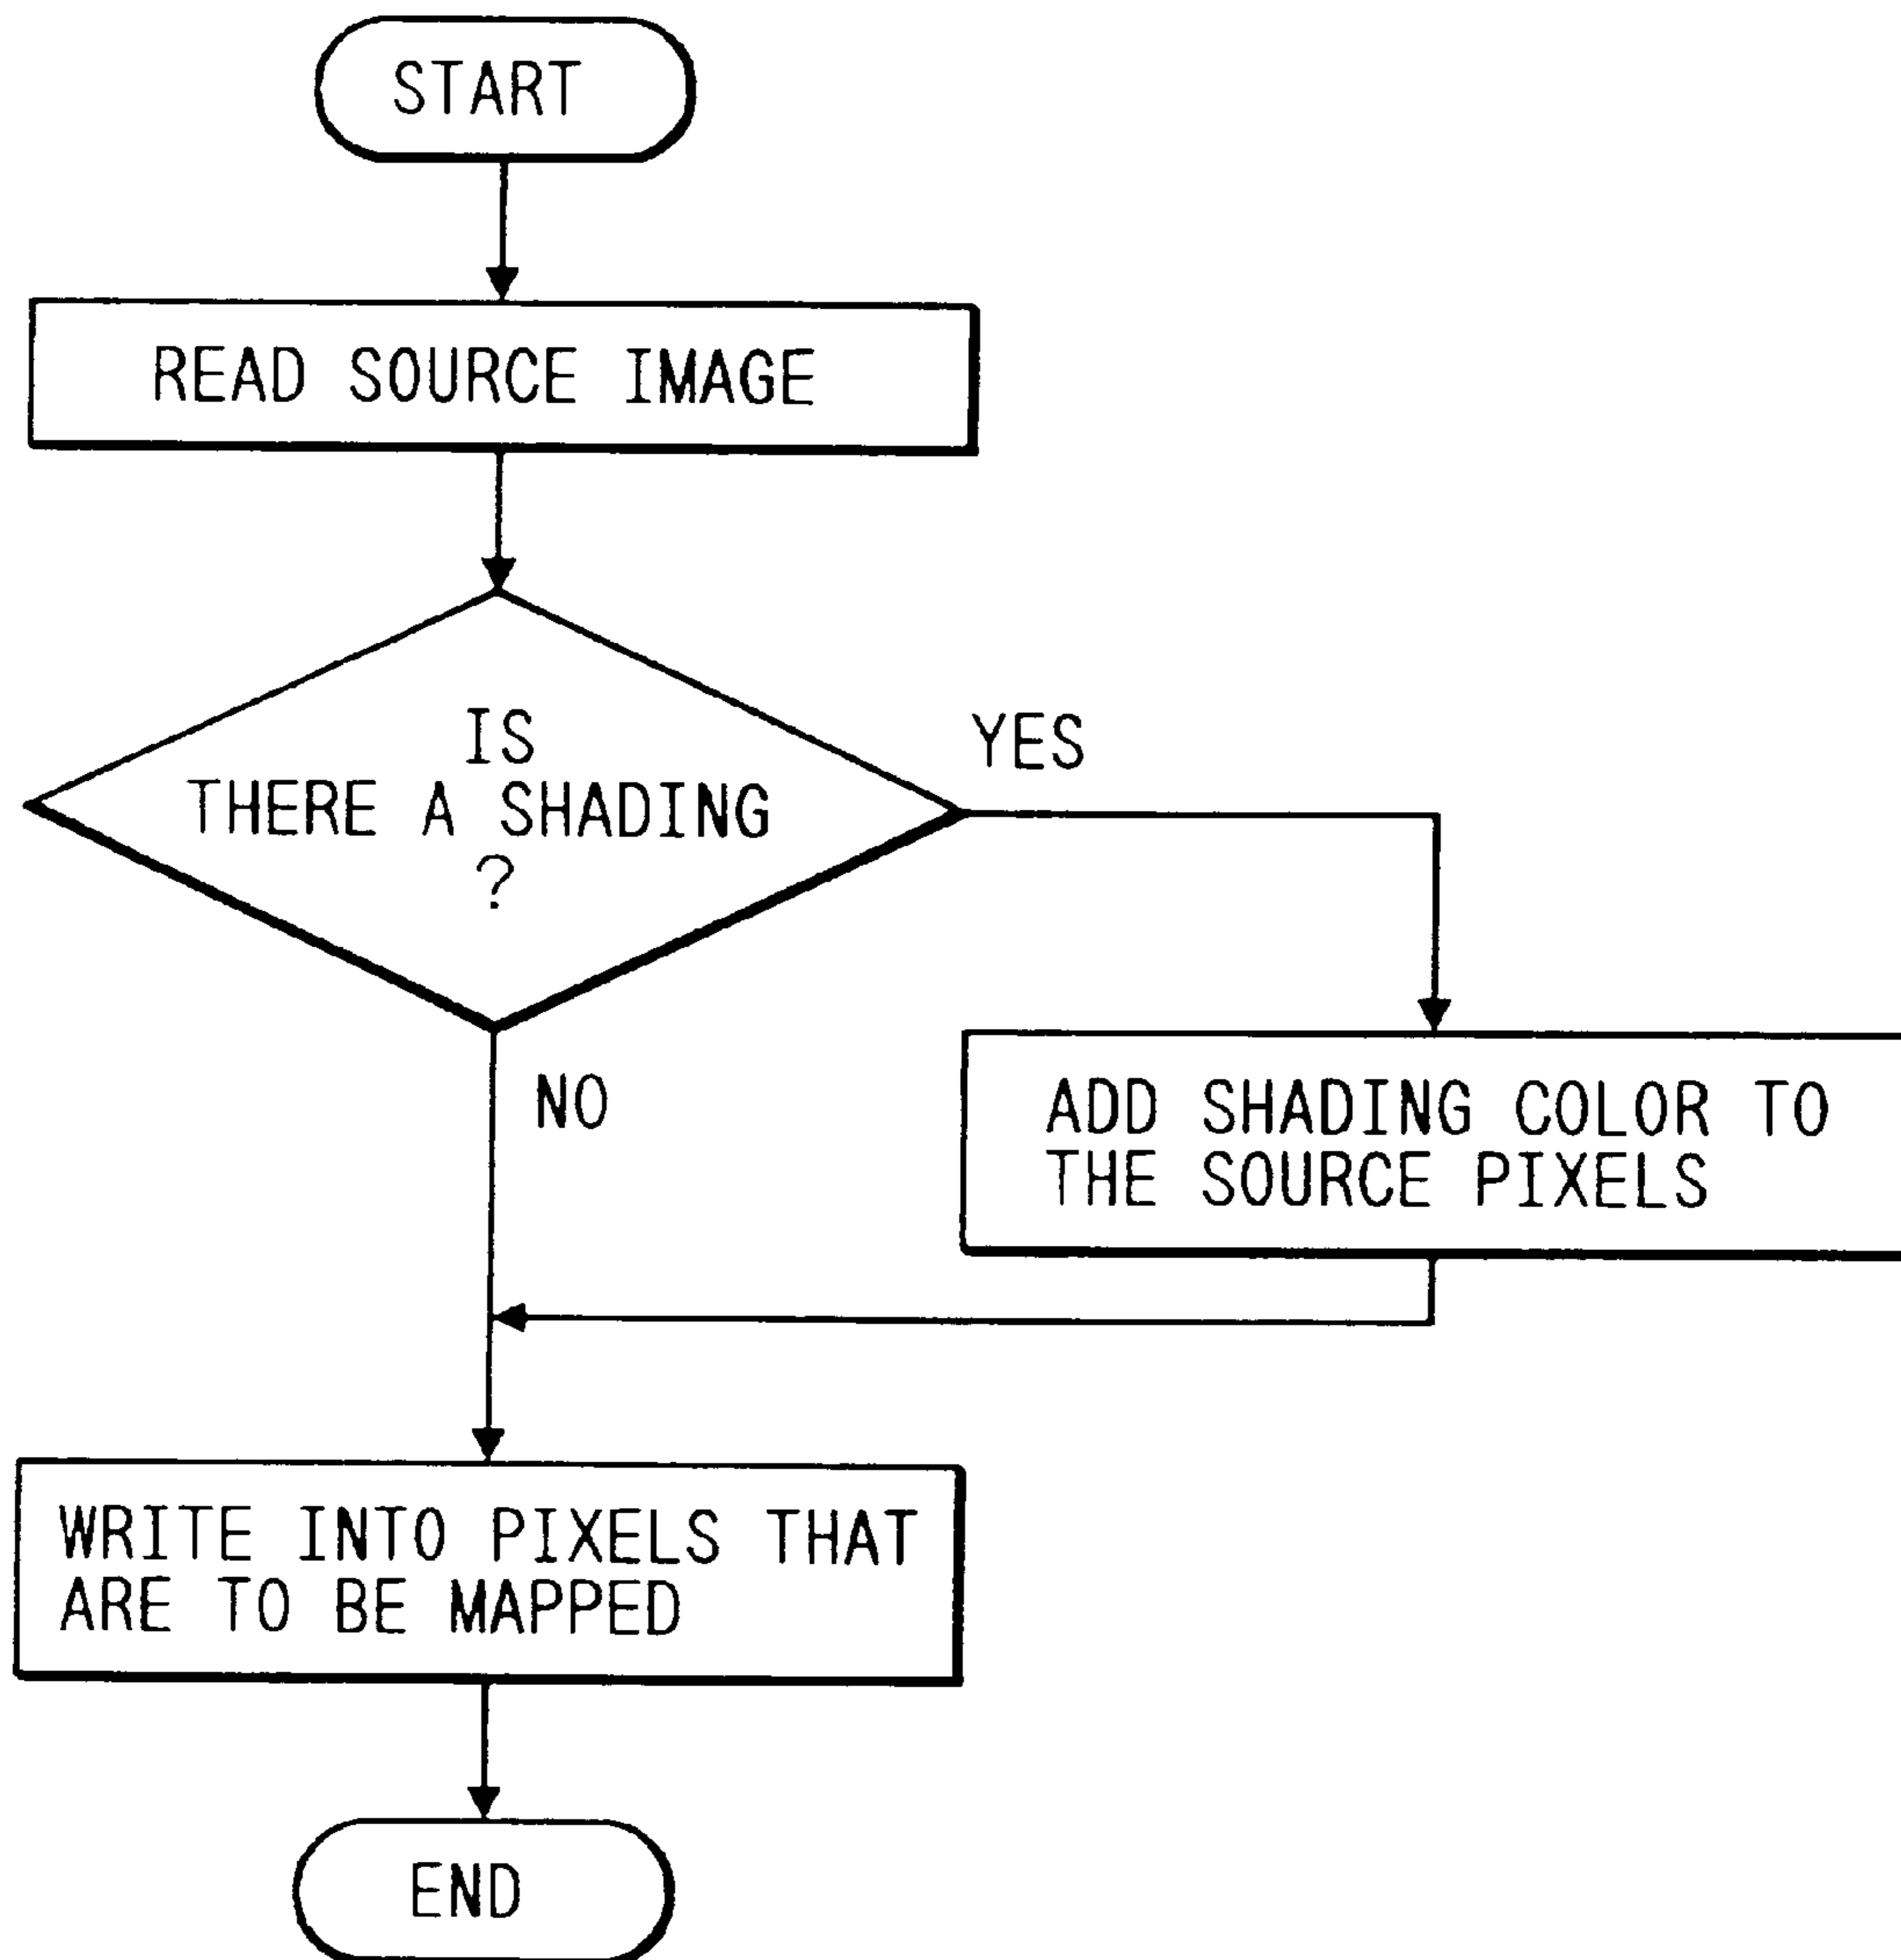 START
READ SOURCE IMAGE
IS
THERE A SHADING
?
YES
NO
ADD SHADING COLOR TO
THE SOURCE PIXELS
WRITE INTO PIXELS THAT
ARE TO BE MAPPED
END